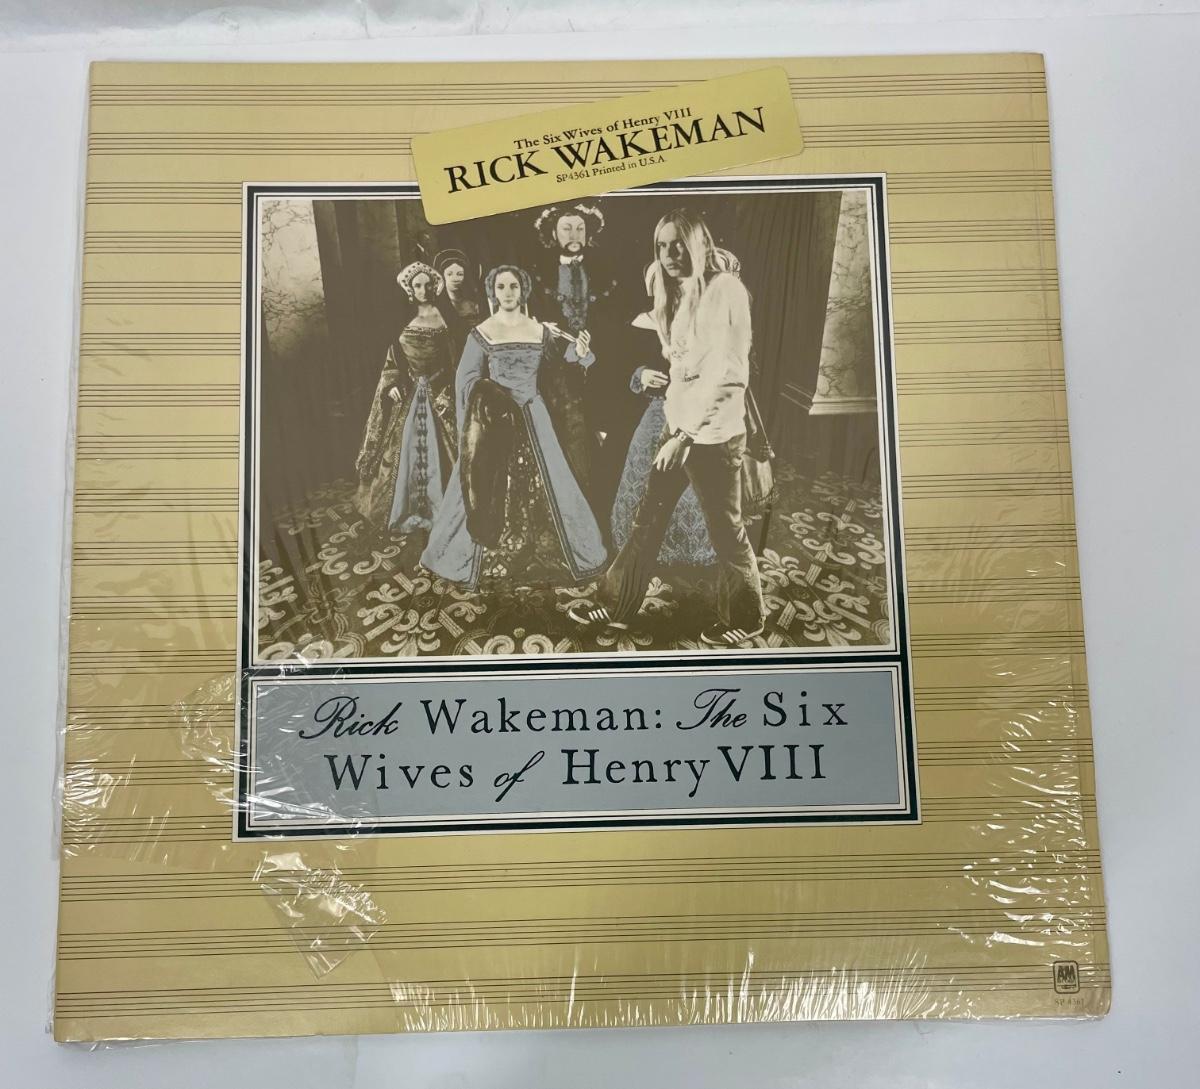 The Six Wives of Henry VIII
RICK WAKEMAN
SP4361 Printed in U.S.A.
Rick Wakeman: The Six
Wives of Henry VIII
A&M
SP 4361